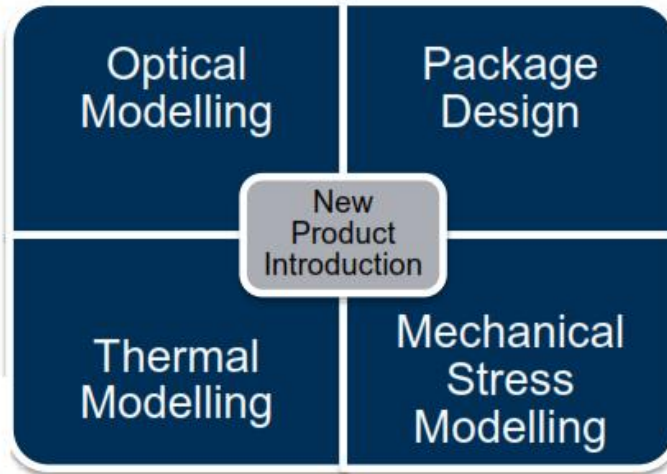 Optical
Modelling
Package
Design
New
Product
Introduction
Thermal
Modelling
Mechanical
Stress
Modelling